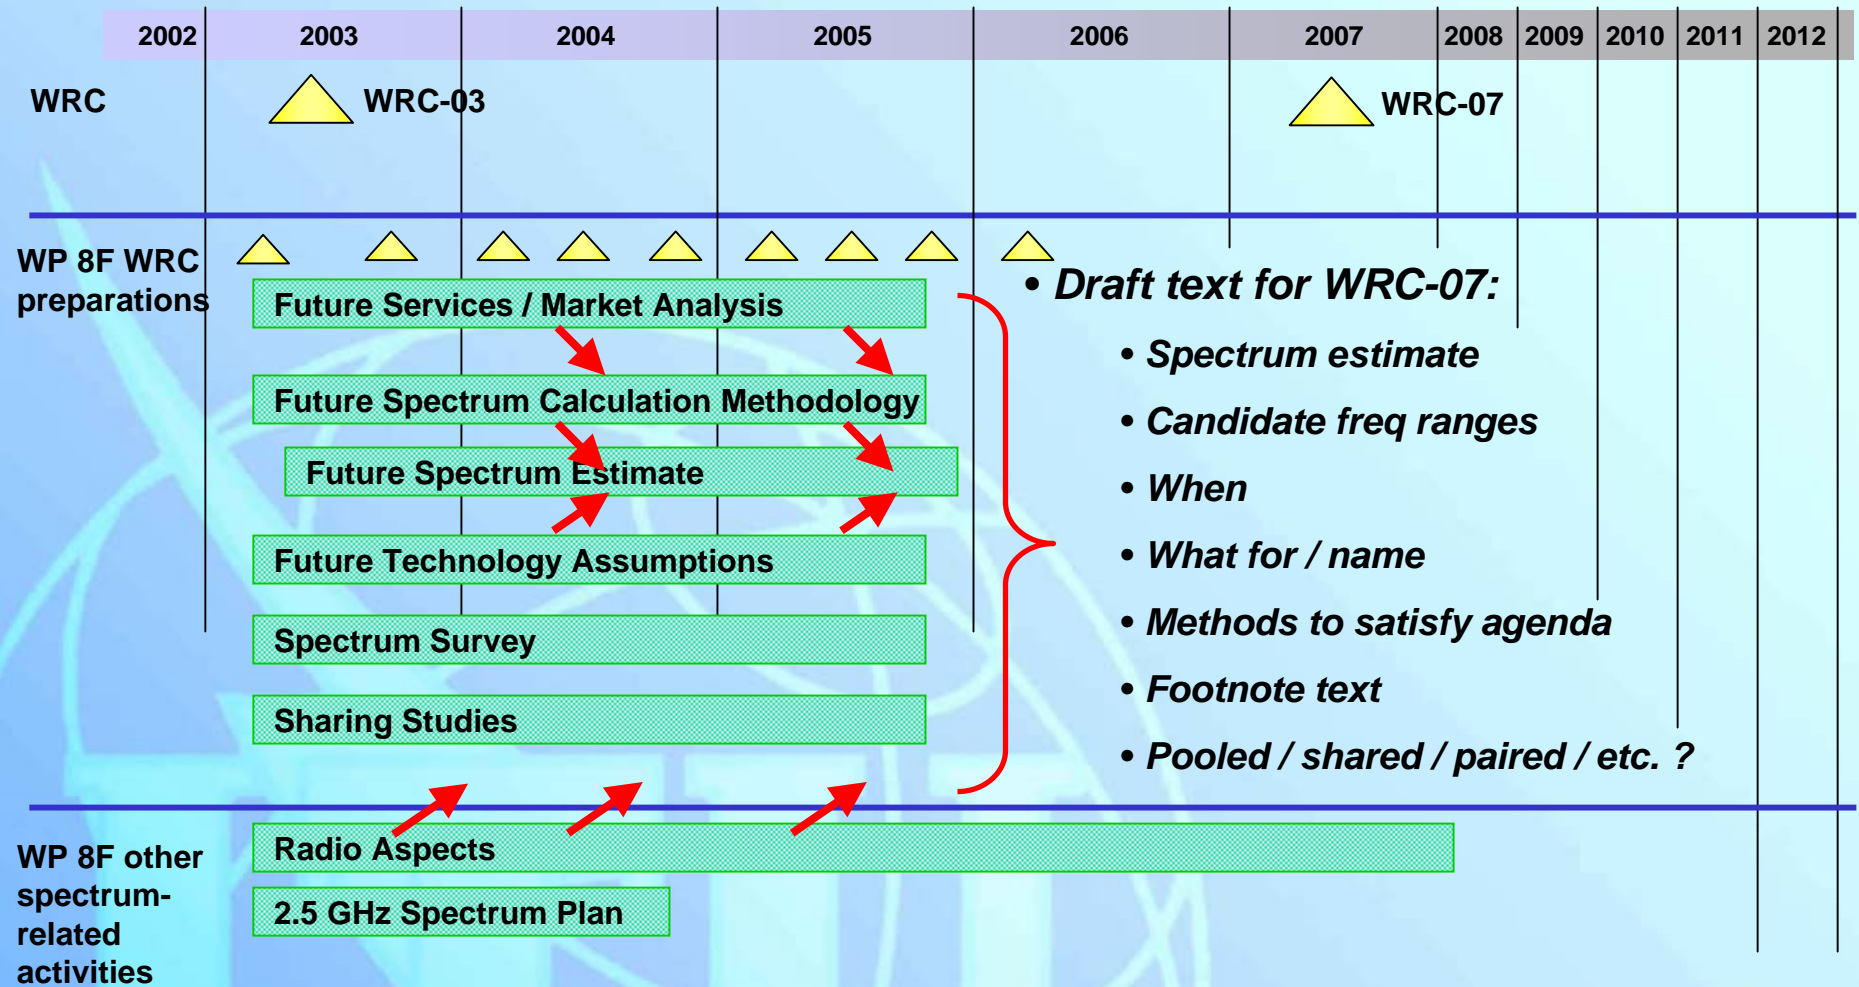 2002 2003 2004 2005 2006 2007 2008 2009 2010 2011 2012
WRC
WRC-03
WRC-07
WP 8F WRC
preparations
Future Services / Market Analysis
Future Spectrum Calculation Methodology
Future Spectrum Estimate
Future Technology Assumptions
Spectrum Survey
Sharing Studies
• Draft text for WRC-07:
• Spectrum estimate
• Candidate freq ranges
• When
• What for / name
• Methods to satisfy agenda
• Footnote text
• Pooled / shared / paired / etc. ?
WP 8F other
spectrum-
related
activities
Radio Aspects
2.5 GHz Spectrum Plan
ITU